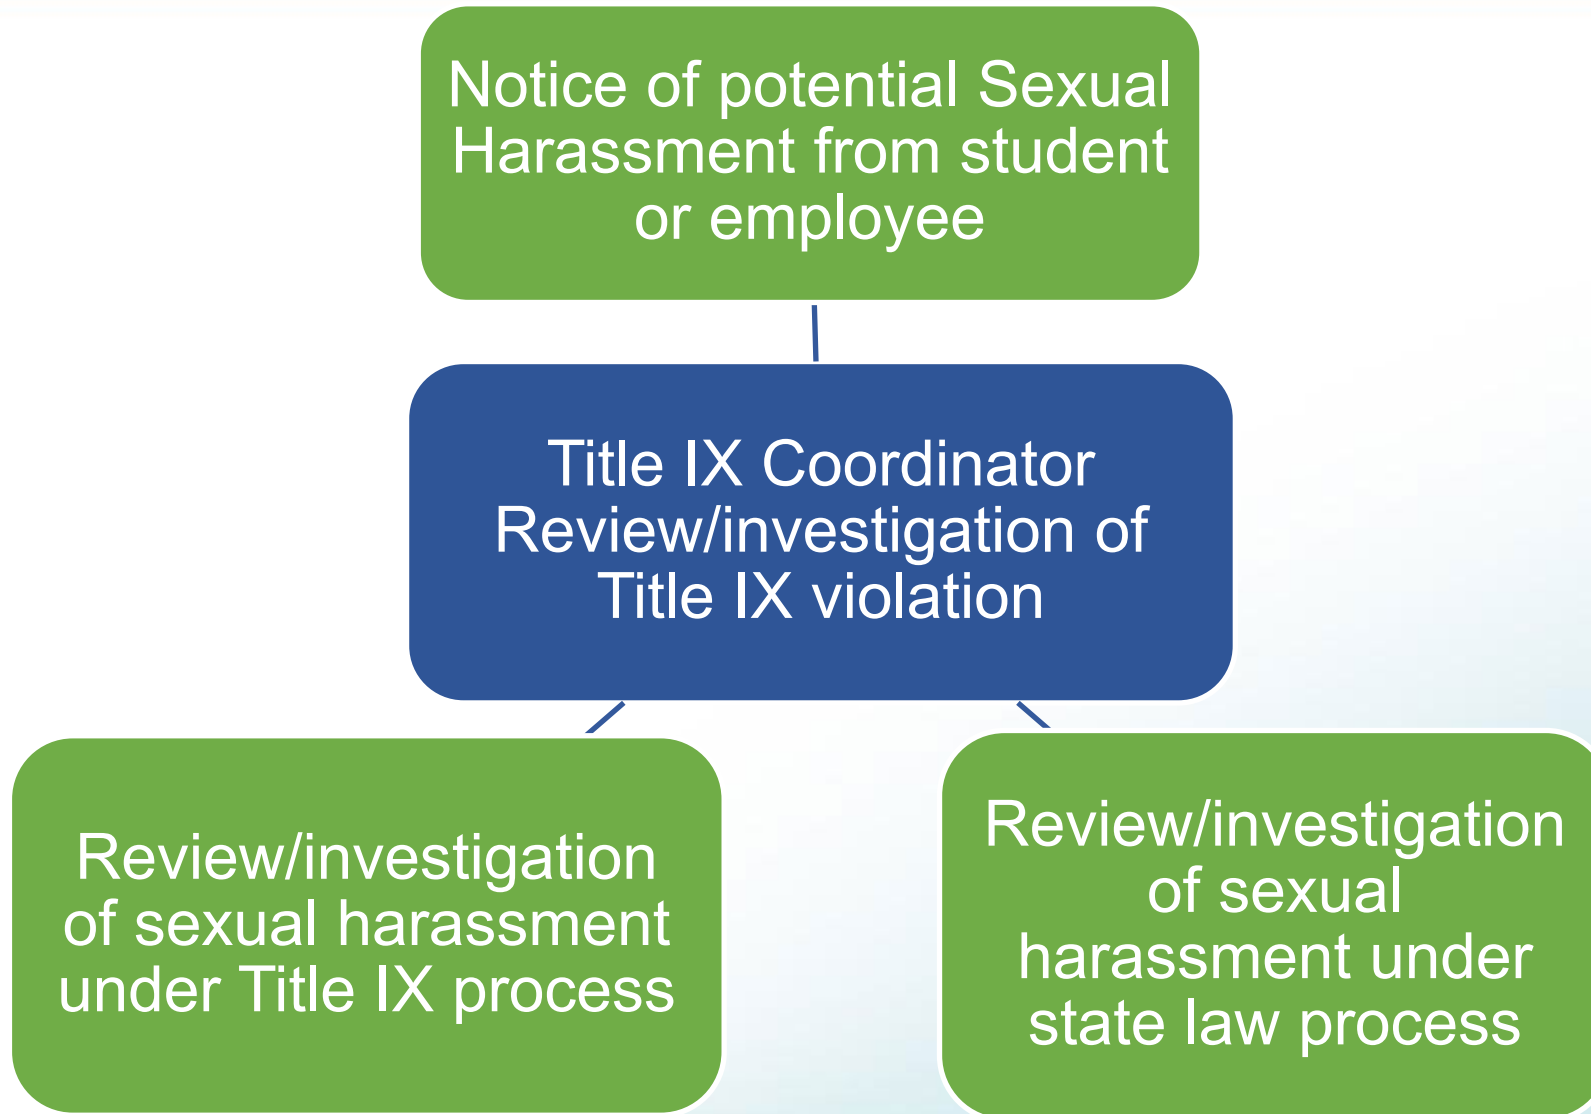 Notice of potential Sexual
Harassment from student
or employee
Title IX Coordinator
Review/investigation of
Title IX violation
Review/investigation
of sexual harassment
under Title IX process
Review/investigation
of sexual
harassment under
state law process